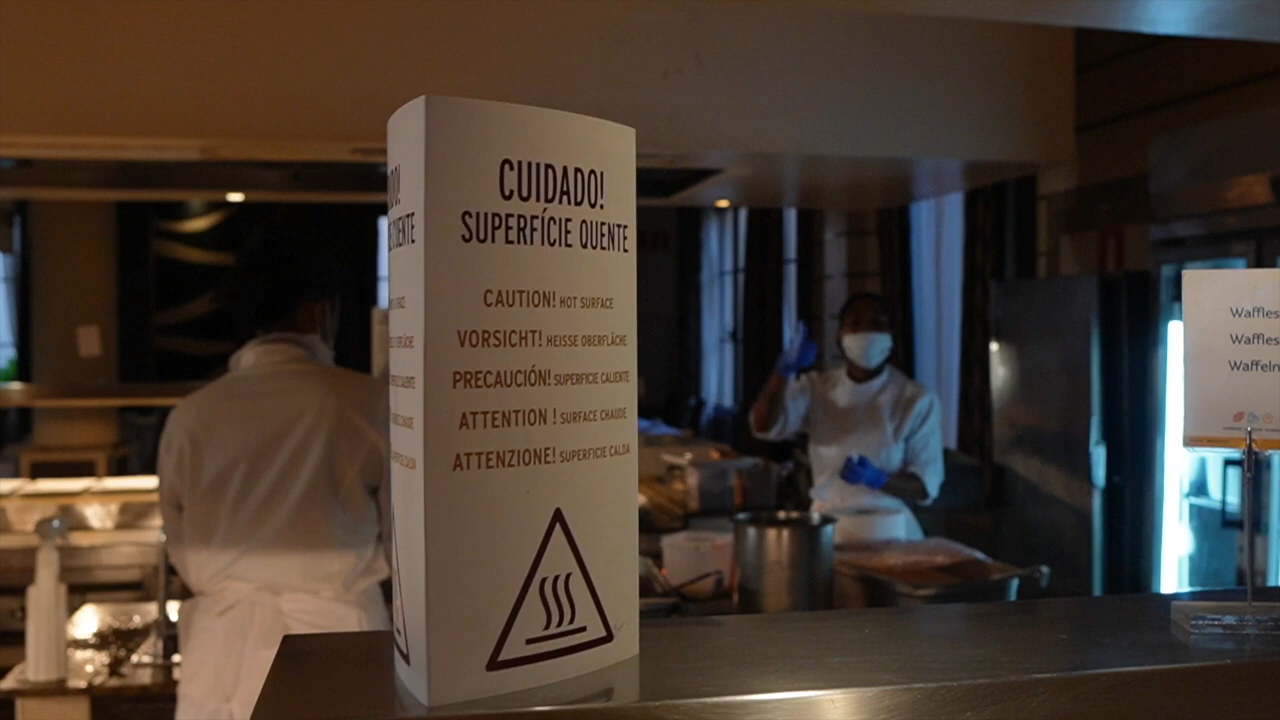 CUIDADO!
SUPERFÍCIE QUENTE
CAUTION! HOT SURFACE
VORSICHT! HEISSE OBERFLÄCHE
PRECAUCIÓN! SUPERFICIE CALIENTE
ATTENTION ! SURFACE CHAUDE
ATTENZIONE! SUPERFICIE CALDA
Waffles
Waffles
Waffeln